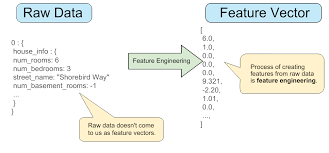 Raw Data
0 : {
house_info : {
num_rooms: 6
num_bedrooms: 3
street_name: "Shorebird Way"
num_basement_rooms: -1
...
}
}
Raw data doesn't come
to us as feature vectors.
Feature Engineering
Feature Vector
[
6.0,
1.0,
0.0,
0.0,
0.0,
9.321,
-2.20,
1.01,
0.0,
...,
]
Process of creating
features from raw data
is feature engineering.